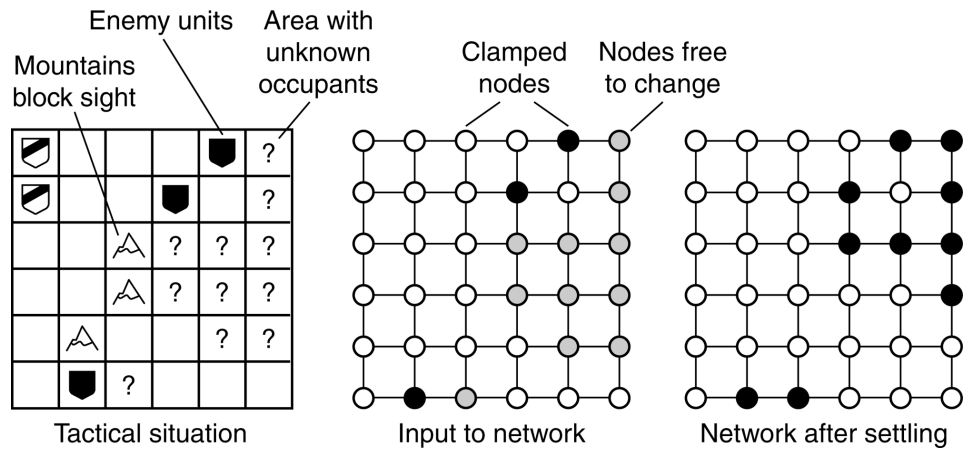 Enemy units
Area with
unknown
occupants
Mountains
block sight
Clamped
nodes
Nodes free
to change
?
?
? ? ?
? ? ?
? ?
?
Tactical situation
Input to network
Network after settling